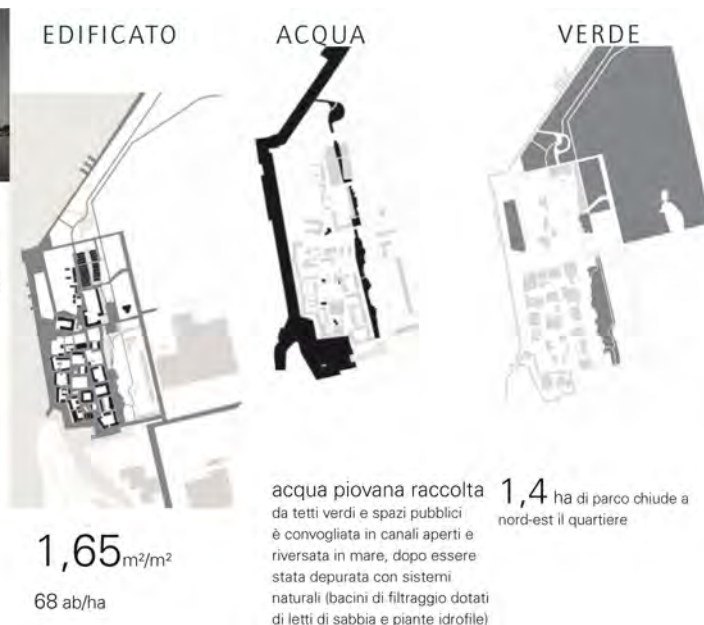 EDIFICATO
ACQUA
VERDE
1,65 m²/m²
68 ab/ha
acqua piovana raccolta
da tetti verdi e spazi pubblici
è convogliata in canali aperti e
riversata in mare, dopo essere
stata depurata con sistemi
naturali (bacini di filtraggio dotati
di letti di sabbia e piante idrofile)
1,4 ha di parco chiude a
nord-est il quartiere